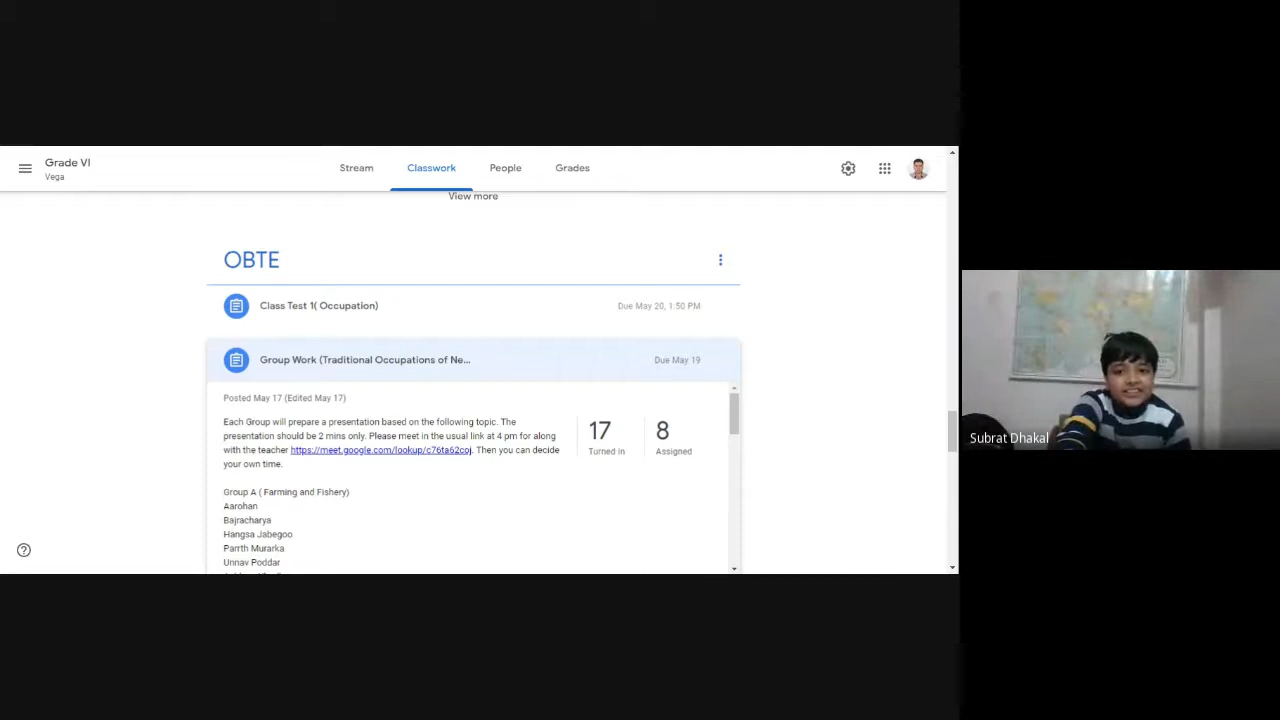 Grade VI
Vega
Stream
Classwork
People
Grades
View more
OBTE
Class Test 1( Occupation)
Due May 20, 1:50 PM
Group Work (Traditional Occupations of Ne...
Due May 19
Posted May 17 (Edited May 17)
Each Group will prepare a presentation based on the following topic. The
presentation should be 2 mins only. Please meet in the usual link at 4 pm for along
with the teacher https://meet.google.com/lookup/c76ta62coj. Then you can decide
your own time.
17
Turned in
8
Assigned
Group A ( Farming and Fishery)
Aarohan
Bajracharya
Hangsa Jabegoo
Parrth Murarka
Unnav Poddar
Subrat Dhakal